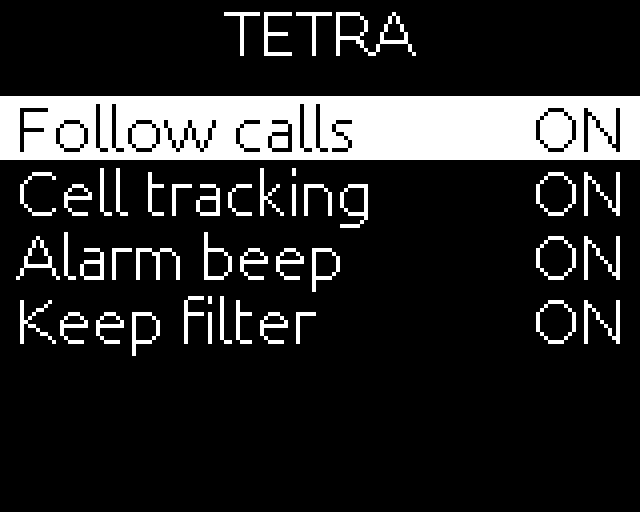 TETRA
Follow calls ON
Cell tracking ON
Alarm beep ON
Keep filter ON